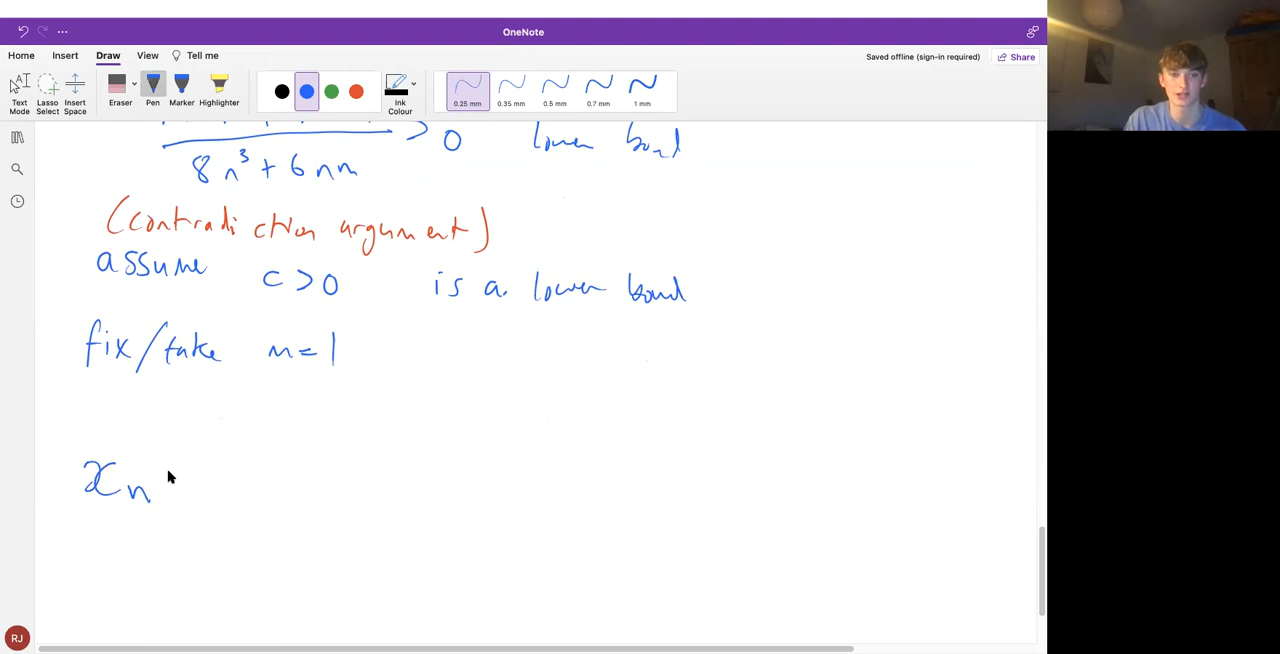 OneNote
Home Insert Draw View Tell me
Saved offline (sign-in required) Share
Text Mode
Lasso Select
Insert Space
Eraser
Pen
Marker
Highlighter
Ink Colour
0.25 mm 0.35 mm 0.5 mm 0.7 mm 1 mm
> 0 lower bond
8n³ + 6nm
(contradiction argument)
assume c > 0 is a lower bond
fix/take m = 1
xn
RJ